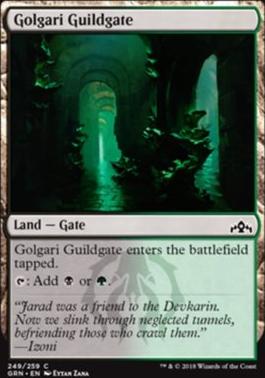 Golgari Guildgate
Land — Gate
Golgari Guildgate enters the battlefield
tapped.
: Add or .
“Jarad was a friend to the Devkarin.
Now we slink through neglected tunnels,
befriending those who crawl them.”
—Izoni
249/259 C
GRN • EN EYTAN ZANA
™ & © 2018 Wizards of the Coast